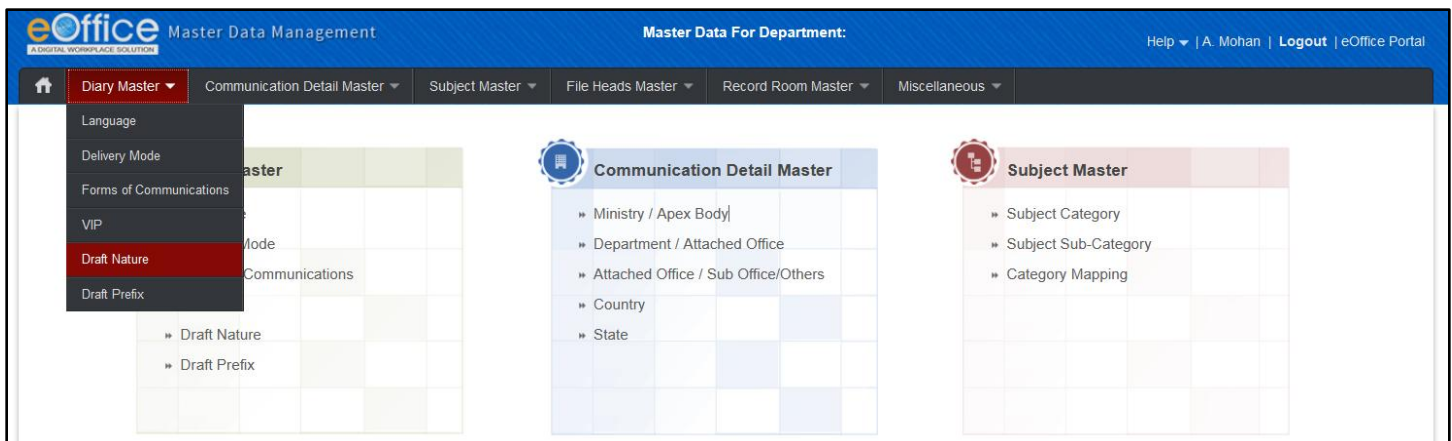 eOffice Master Data Management
A DIGITAL WORKPLACE SOLUTION
Master Data For Department:
Help | A. Mohan | Logout | eOffice Portal
Diary Master Communication Detail Master Subject Master File Heads Master Record Room Master Miscellaneous
Language
Delivery Mode
Forms of Communications
VIP
Draft Nature
Draft Prefix
aster
e
Mode
Communications
Draft Nature
Draft Prefix
Communication Detail Master
Ministry / Apex Body
Department / Attached Office
Attached Office / Sub Office/Others
Country
State
Subject Master
Subject Category
Subject Sub-Category
Category Mapping